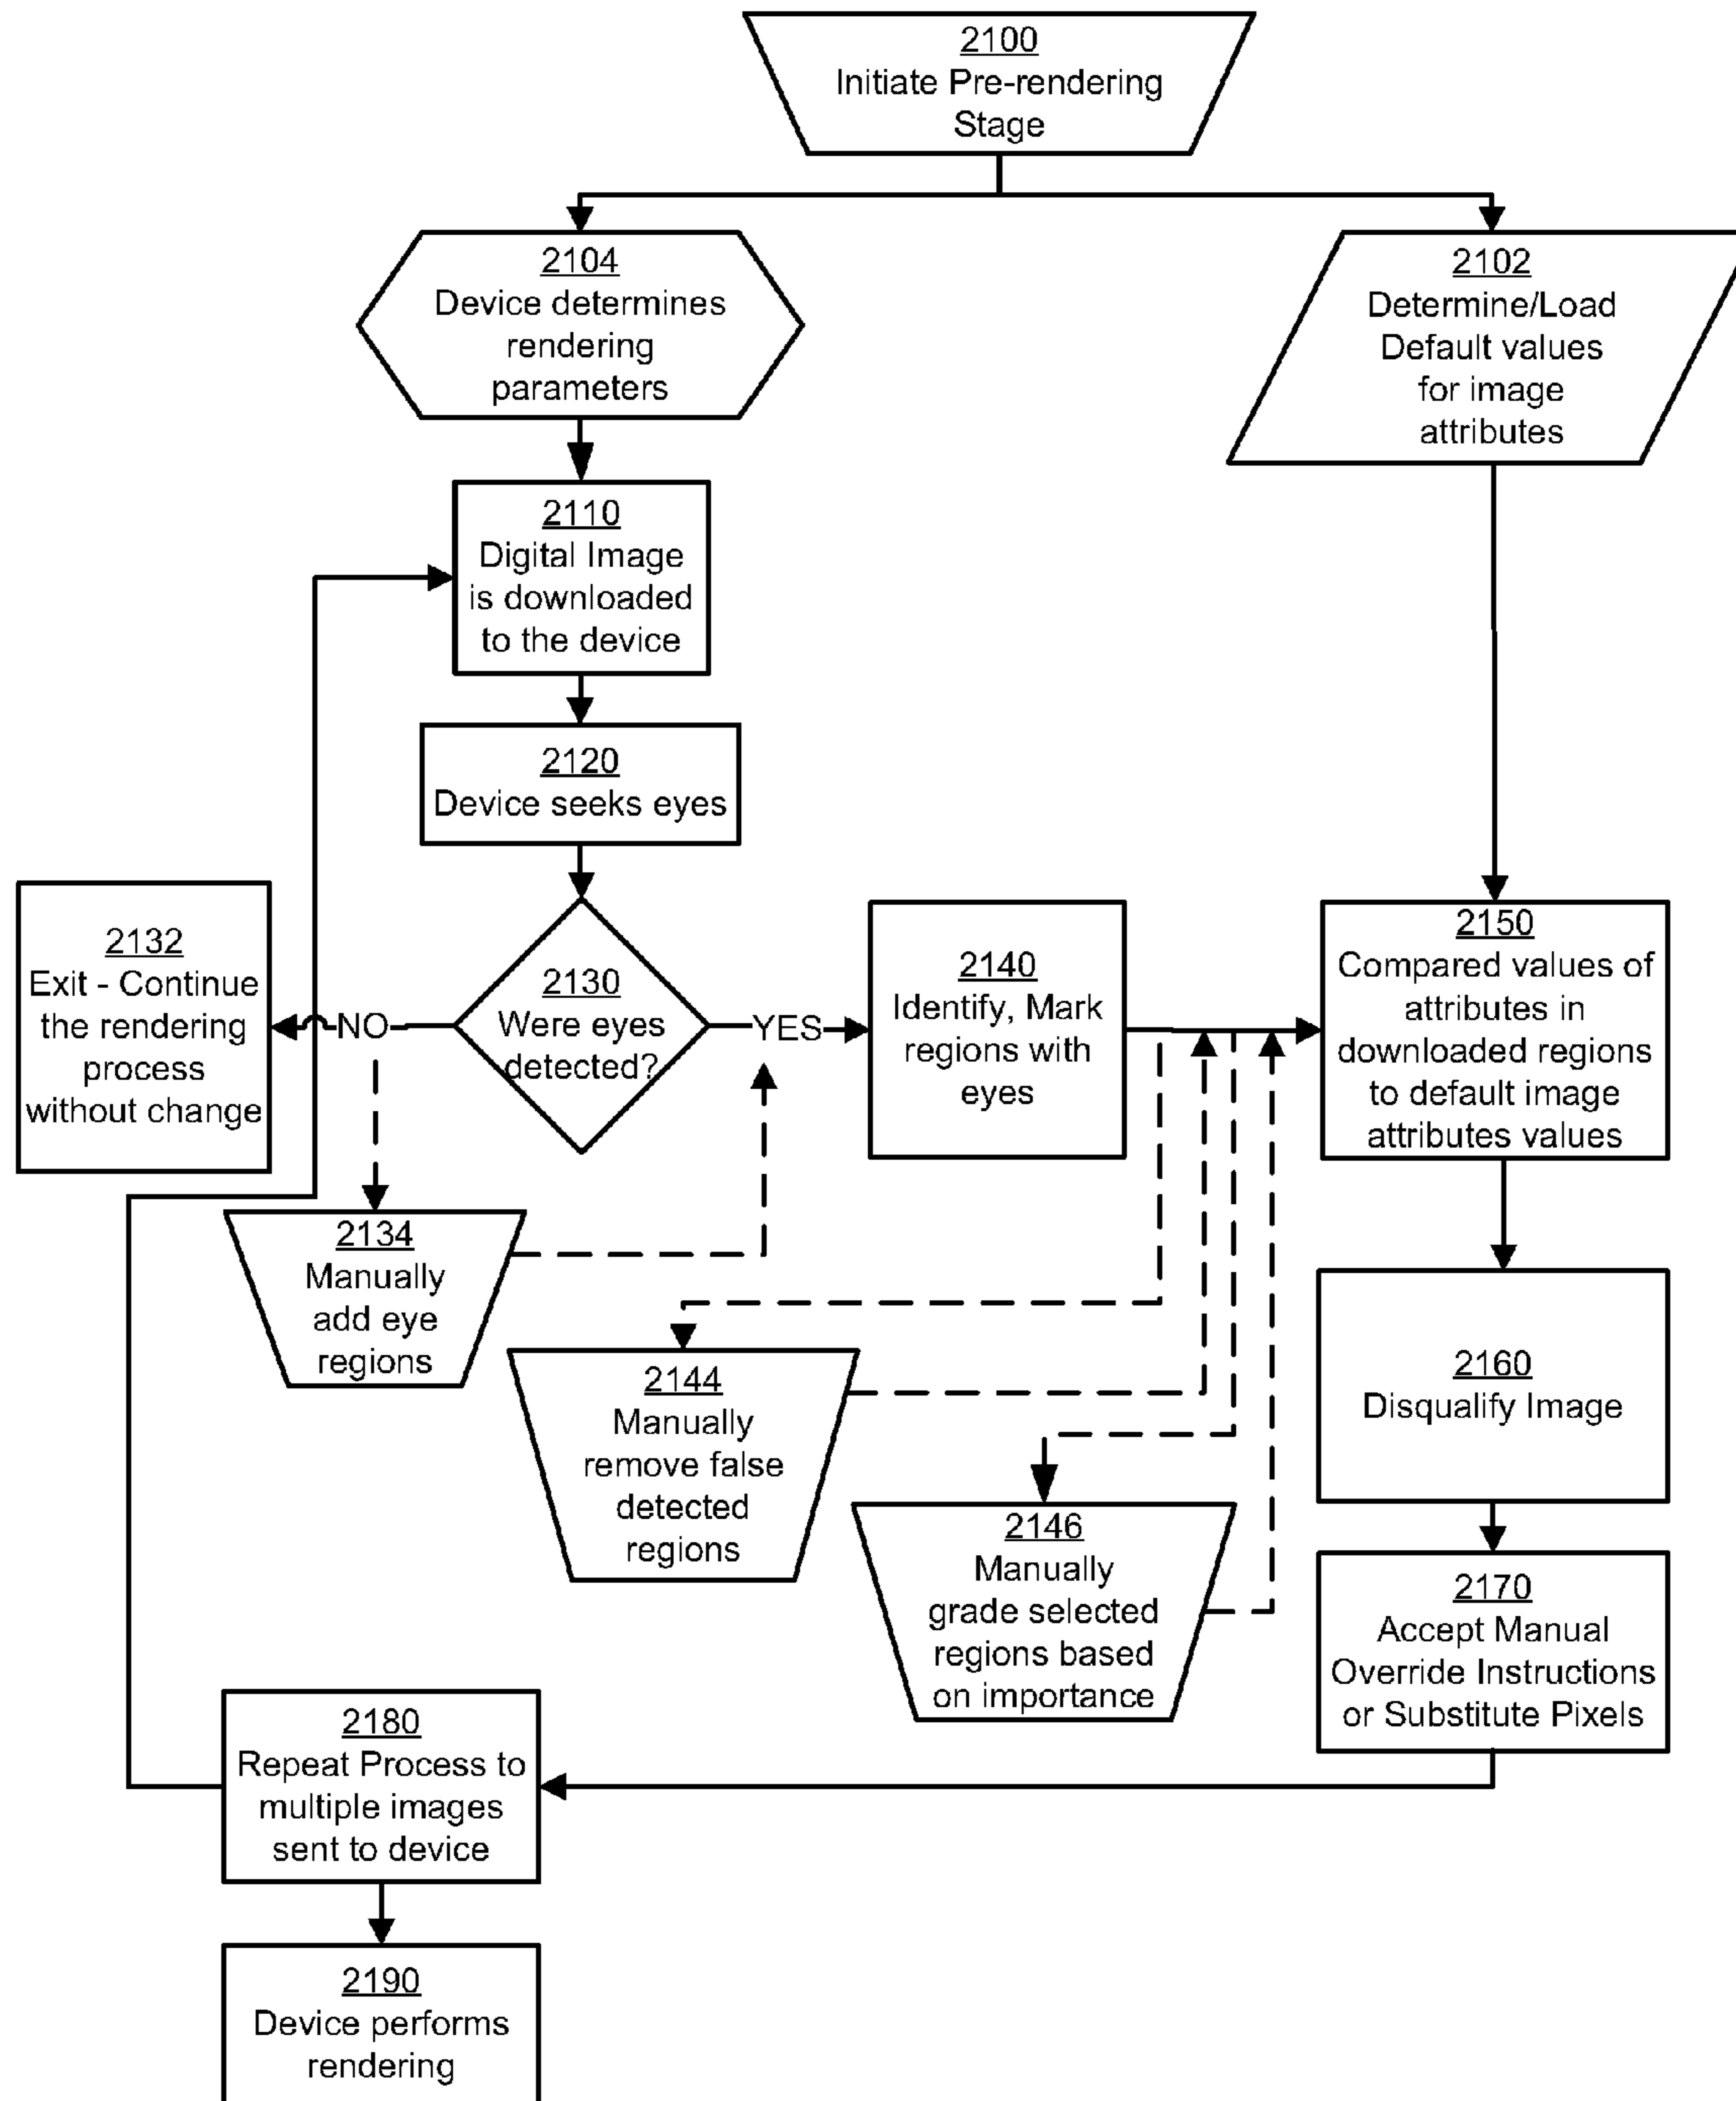 2100
Initiate Pre-rendering
Stage
2104
Device determines
rendering
parameters
2102
Determine/Load
Default values
for image
attributes
2110
Digital Image
is downloaded
to the device
2120
Device seeks eyes
2132
Exit - Continue
the rendering
process
without change
NO
2130
Were eyes
detected?
YES
2140
Identify, Mark
regions with
eyes
2150
Compared values of
attributes in
downloaded regions
to default image
attributes values
2134
Manually
add eye
regions
2144
Manually
remove false
detected
regions
2146
Manually
grade selected
regions based
on importance
2160
Disqualify Image
2170
Accept Manual
Override Instructions
or Substitute Pixels
2180
Repeat Process to
multiple images
sent to device
2190
Device performs
rendering